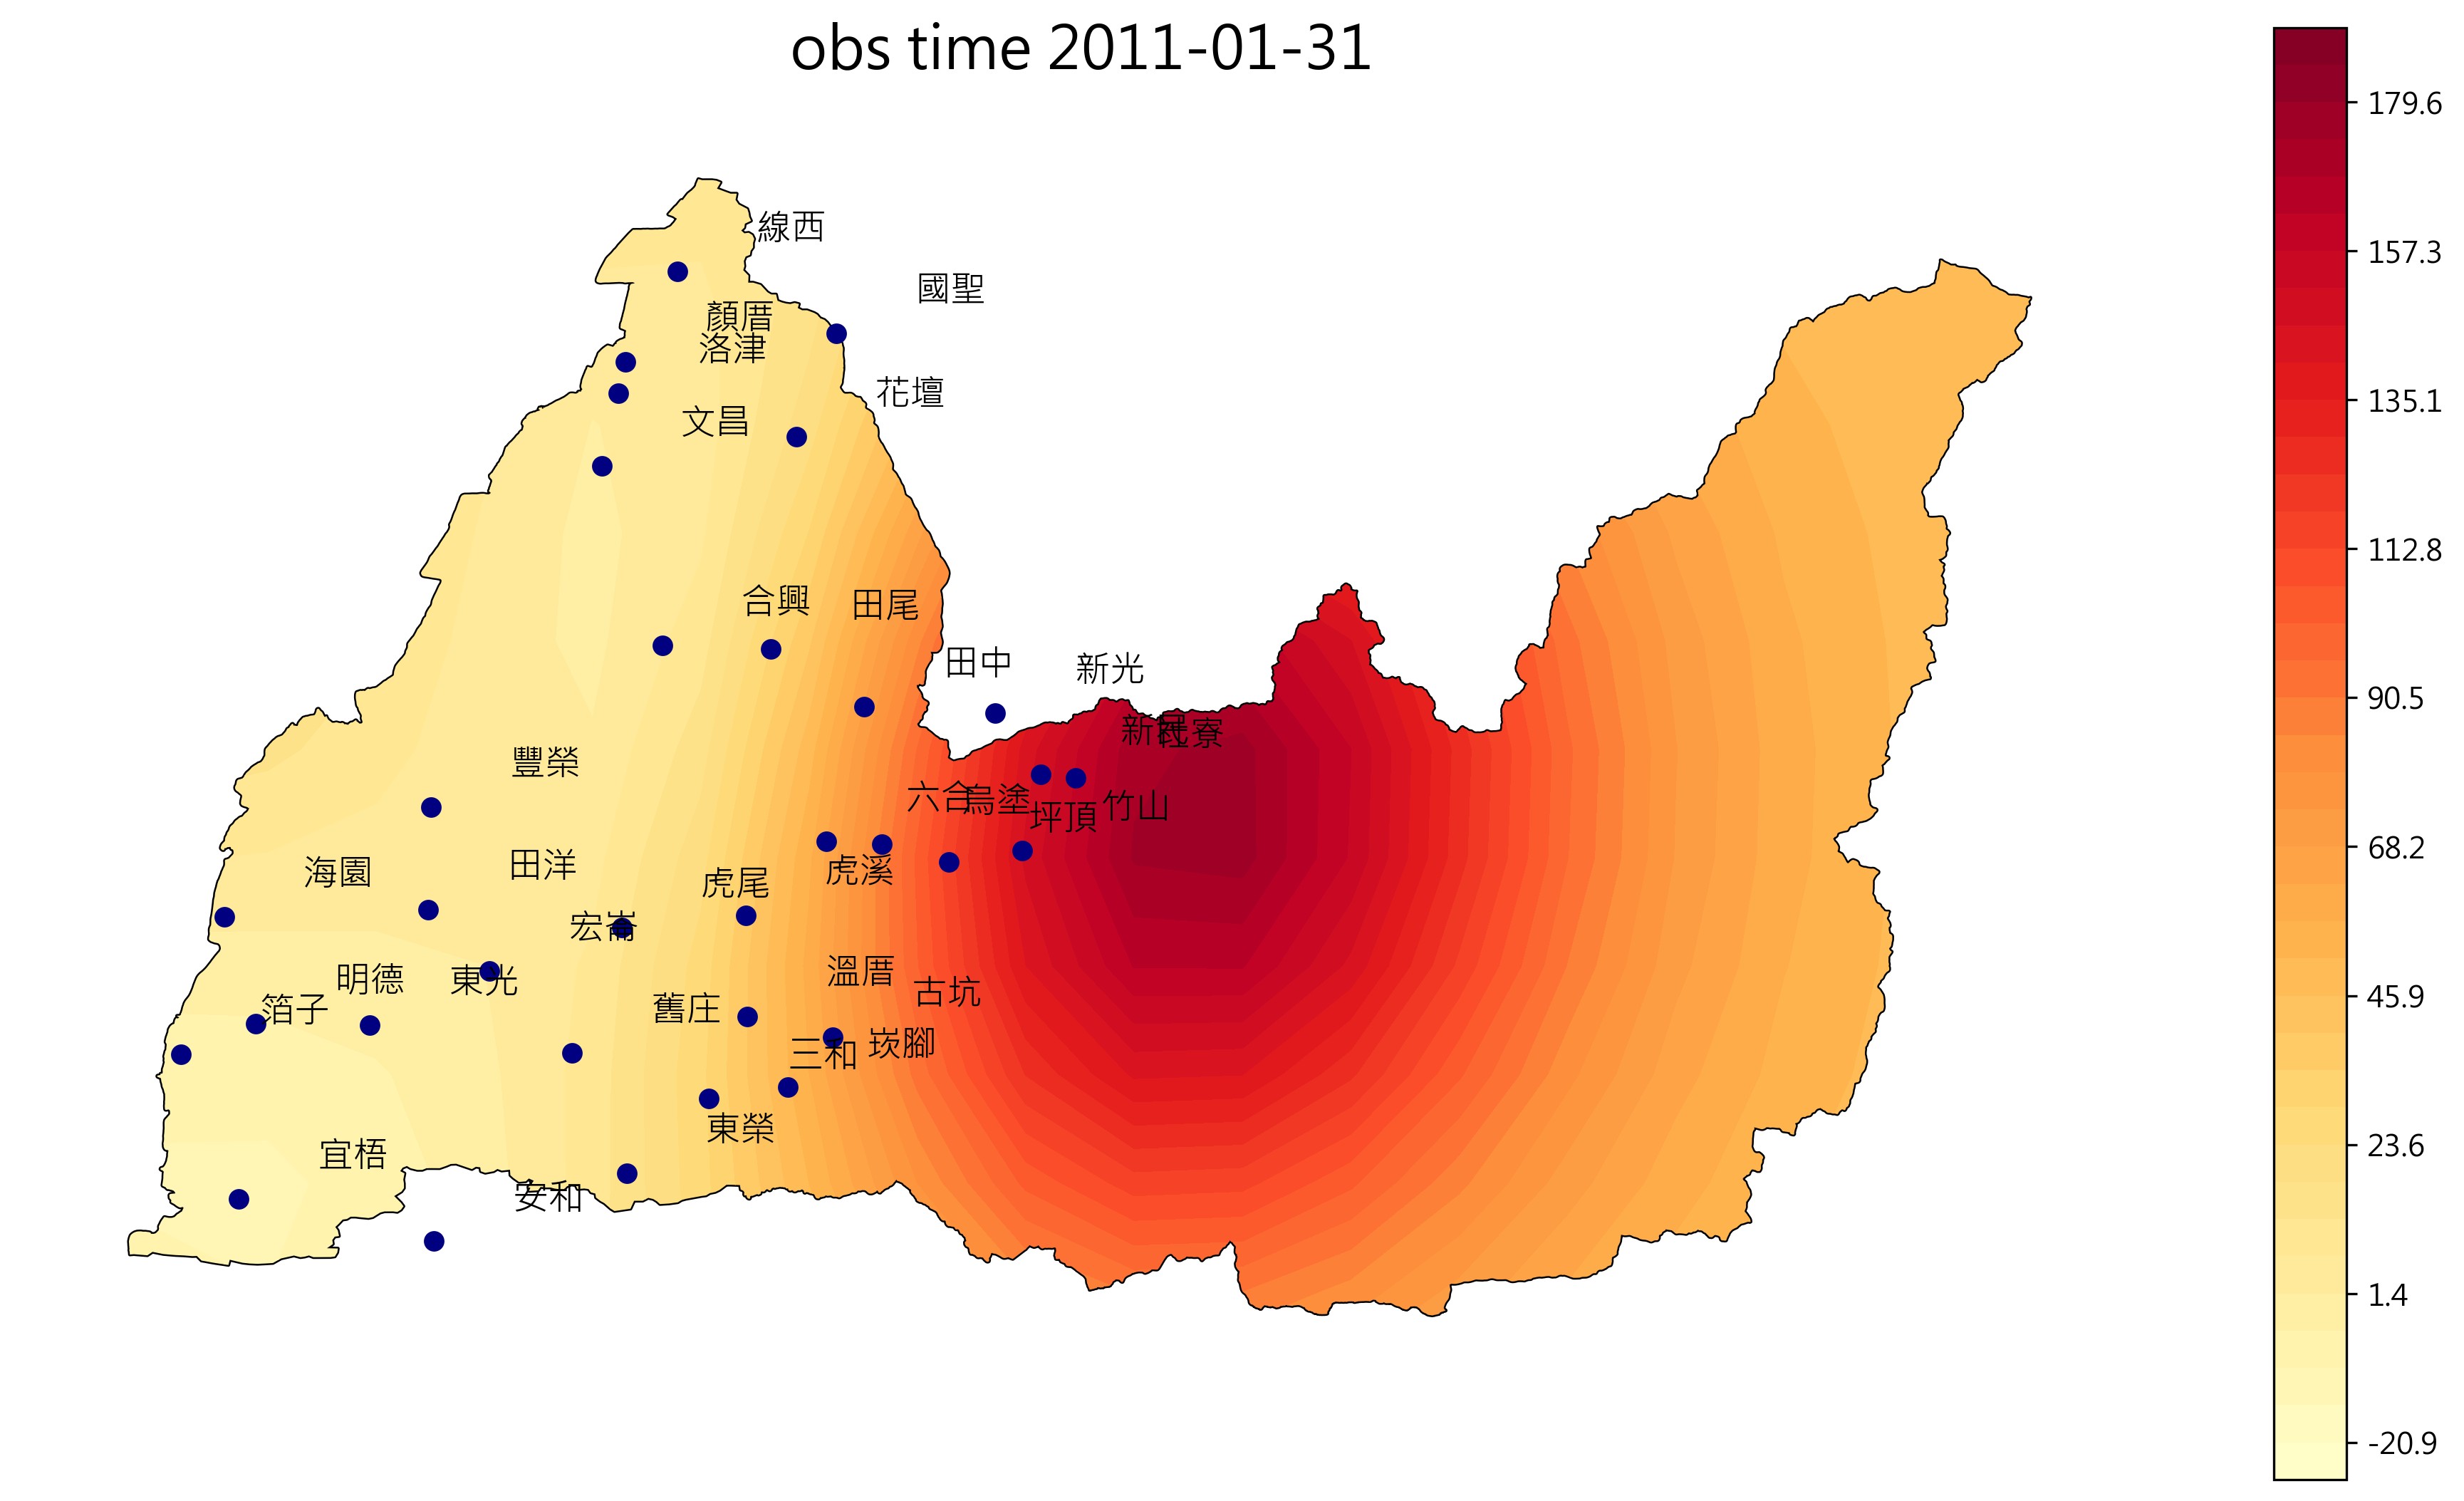 obs time 2011-01-31
線西
國聖
顏厝
洛津
花壇
文昌
合興
田尾
田中
新光
新民
社寮
豐榮
六合
烏塗
坪頂
竹山
海園
田洋
虎尾
虎溪
宏崙
明德
東光
溫厝
古坑
箔子
舊庄
三和
崁腳
東榮
宜梧
安和
179.6
157.3
135.1
112.8
90.5
68.2
45.9
23.6
1.4
-20.9